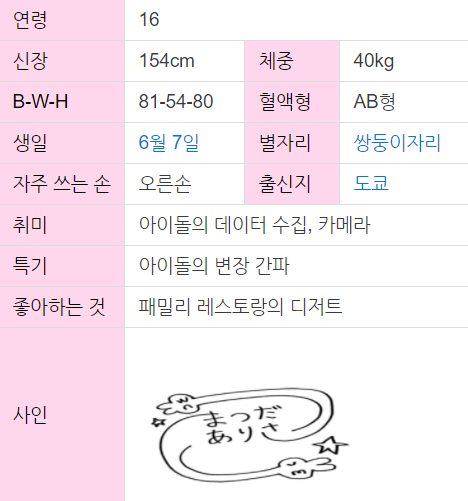 연령 16
신장 154cm 체중 40kg
B-W-H 81-54-80 혈액형 AB형
생일 6월 7일 별자리 쌍둥이자리
자주 쓰는 손 오른손 출신지 도쿄
취미 아이돌의 데이터 수집, 카메라
특기 아이돌의 변장 간파
좋아하는 것 패밀리 레스토랑의 디저트
사인
まつだ
ありさ